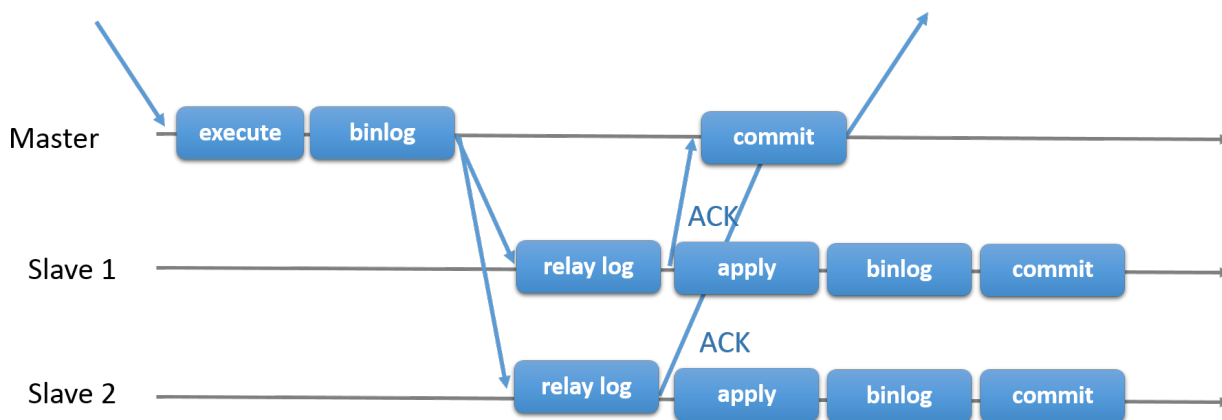 Master execute binlog commit
ACK
Slave 1 relay log apply binlog commit
ACK
Slave 2 relay log apply binlog commit